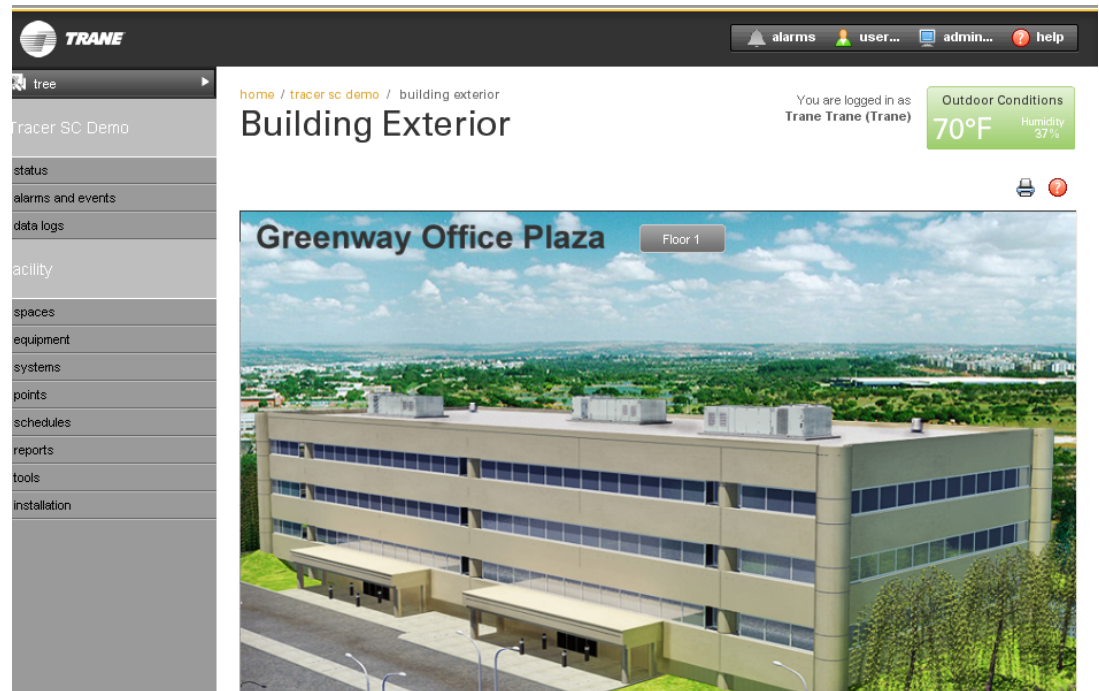 TRANE
alarms user... admin... help
tree
Tracer SC Demo
status
alarms and events
data logs
acility
spaces
equipment
systems
points
schedules
reports
tools
installation
home / tracer sc demo / building exterior
Building Exterior
You are logged in as
Trane Trane (Trane)
Outdoor Conditions
70°F
Humidity
37%
Greenway Office Plaza
Floor 1